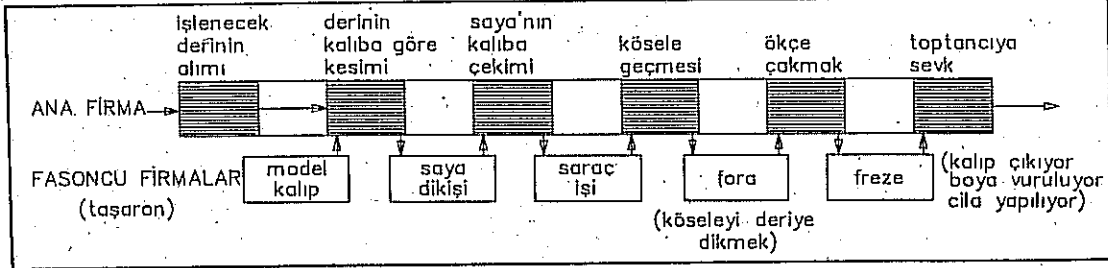 işlenecek
derinin
alımı
derinin
kalıba göre
kesimi
saya'nın
kalıba
çekimi
kösele
geçmesi
ökçe
çakmak
toptancıya
sevk
ANA. FİRMA
FASONCU FİRMALAR
(taşaron)
model
kalıp
saya
dikişi
saraç
işi
fora
(köseleyi deriye
dikmek)
freze
(kalıp çıkıyor
boya vuruluyor
cila yapılıyor)